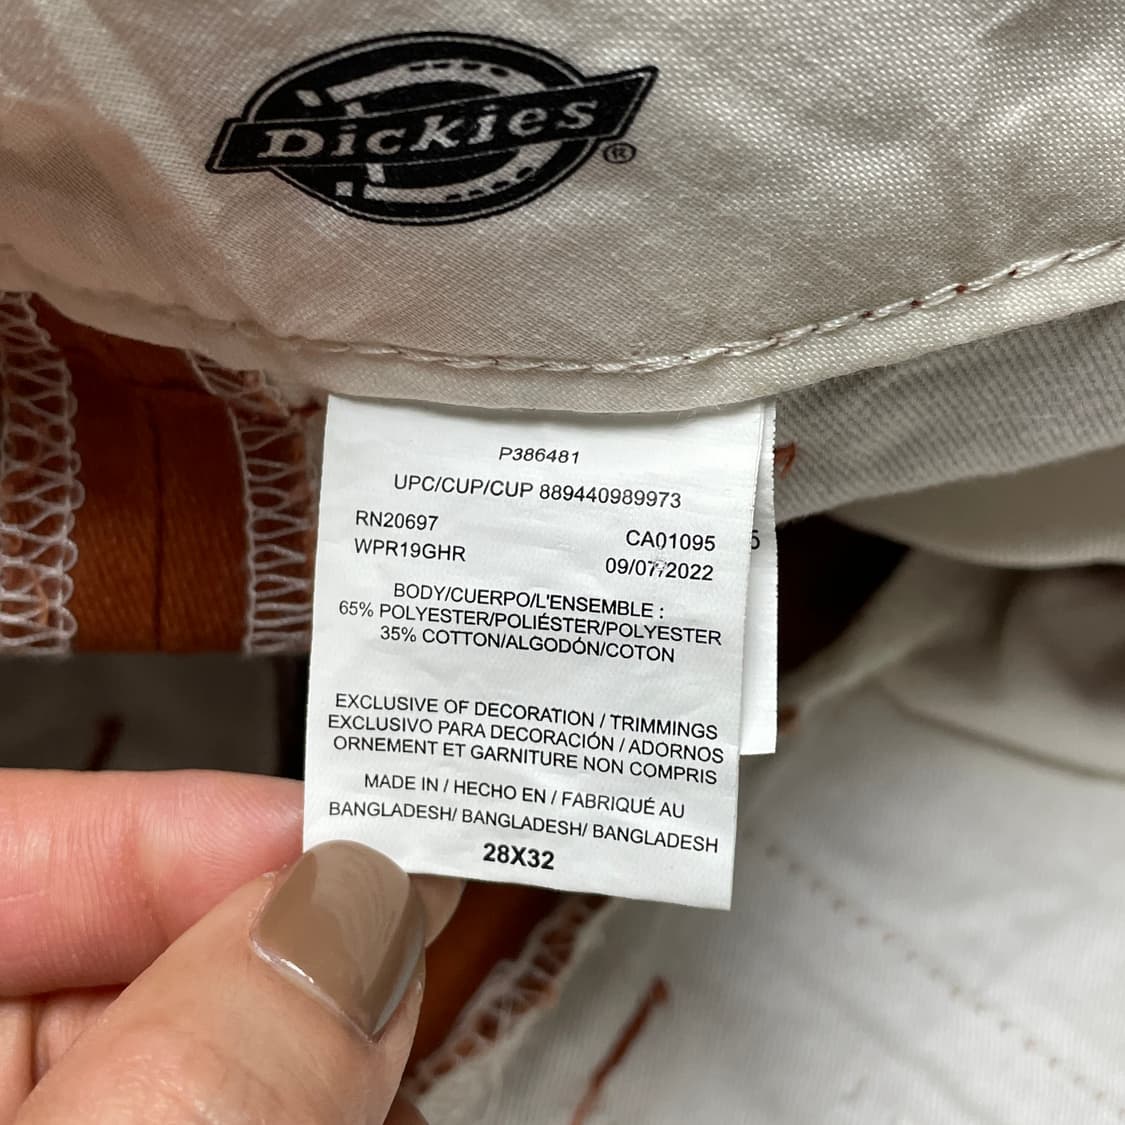 Dickies®
P386481
UPC/CUP/CUP 889440989973
RN20697 CA01095
WPR19GHR 09/07/2022
BODY/CUERPO/L'ENSEMBLE :
65% POLYESTER/POLIÉSTER/POLYESTER
35% COTTON/ALGODÓN/COTON
EXCLUSIVE OF DECORATION / TRIMMINGS
EXCLUSIVO PARA DECORACIÓN / ADORNOS
ORNEMENT ET GARNITURE NON COMPRIS
MADE IN / HECHO EN / FABRIQUÉ AU
BANGLADESH/ BANGLADESH/ BANGLADESH
28X32